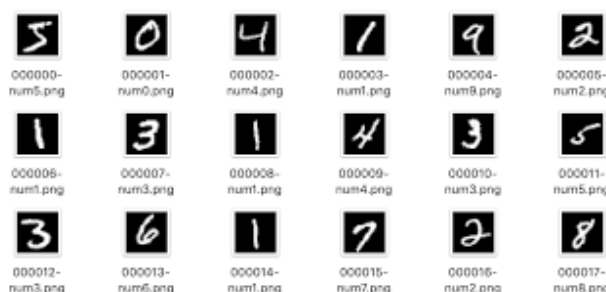 5 0 4 1 9 2
000000- 000001- 000002- 000003- 000004- 000005-
num5.png num0.png num4.png num1.png num9.png num2.png
1 3 1 4 3 5
000006- 000007- 000008- 000009- 000010- 000011-
num1.png num3.png num1.png num4.png num3.png num5.png
3 6 1 7 2 8
000012- 000013- 000014- 000015- 000016- 000017-
num3.png num6.png num1.png num7.png num2.png num8.png